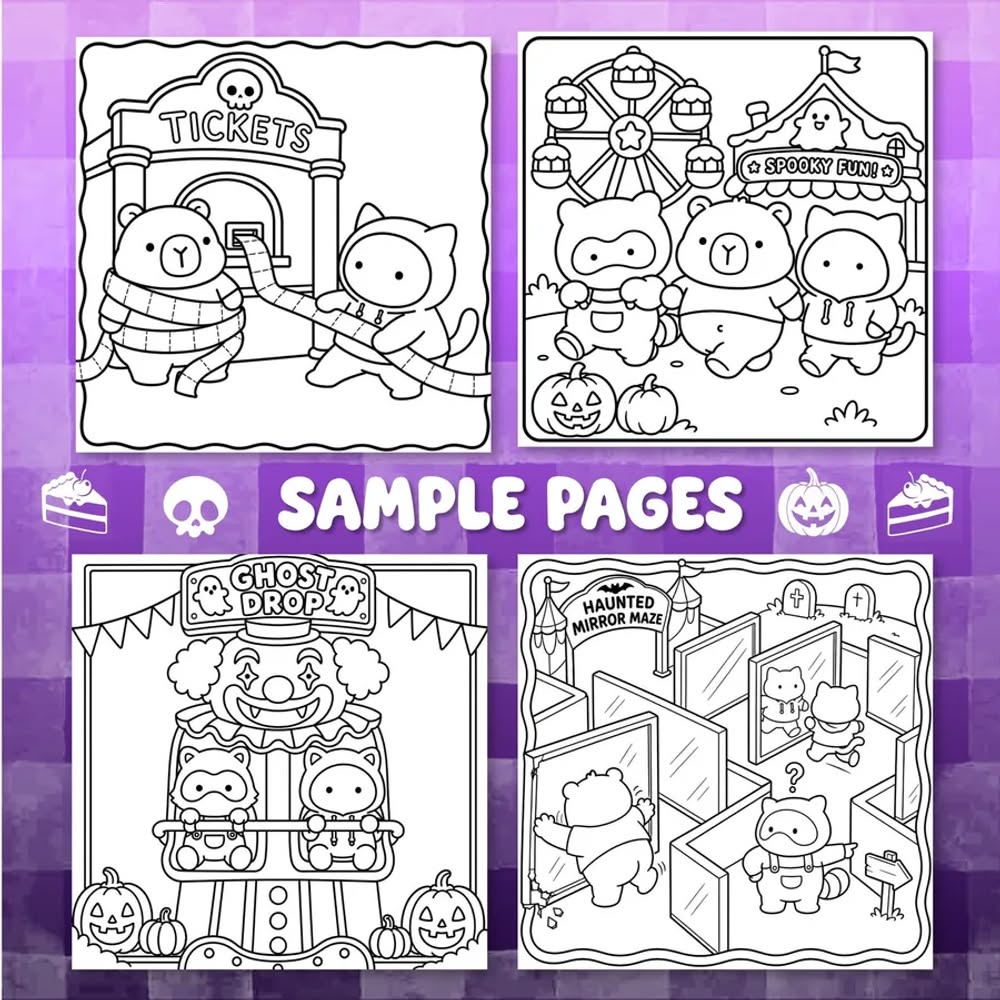 TICKETS
SPOOKY FUN!
SAMPLE PAGES
GHOST
DROP
HAUNTED
MIRROR MAZE
?